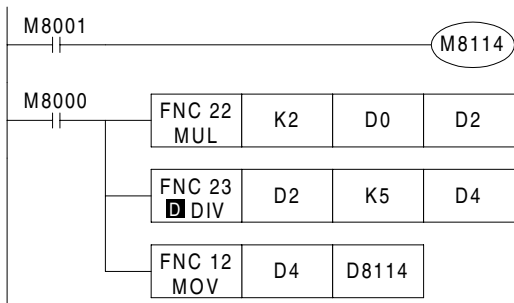 M8001
M8114
M8000
FNC 22
MUL
K2
D0
D2
FNC 23
D DIV
D2
K5
D4
FNC 12
MOV
D4
D8114